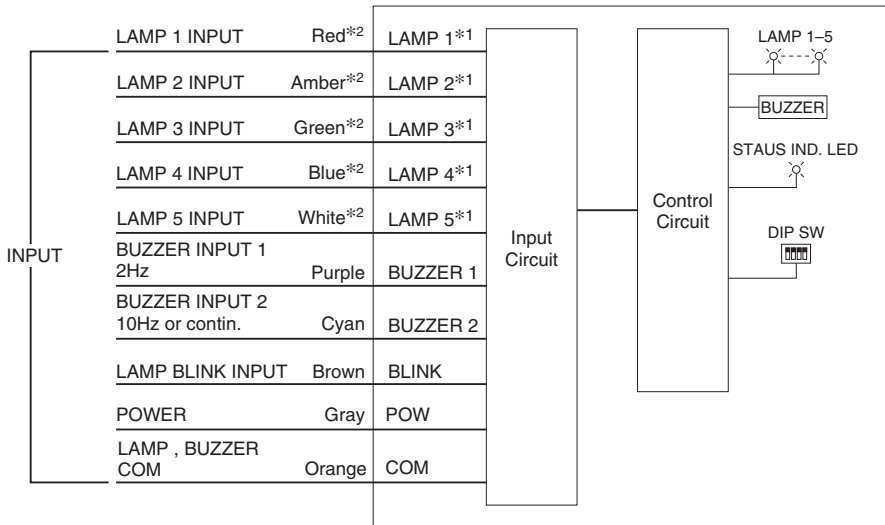 LAMP 1 INPUT Red*2 LAMP 1*1
LAMP 2 INPUT Amber*2 LAMP 2*1
LAMP 3 INPUT Green*2 LAMP 3*1
LAMP 4 INPUT Blue*2 LAMP 4*1
LAMP 5 INPUT White*2 LAMP 5*1
INPUT
BUZZER INPUT 1
2Hz Purple BUZZER 1
BUZZER INPUT 2
10Hz or contin. Cyan BUZZER 2
LAMP BLINK INPUT Brown BLINK
POWER Gray POW
LAMP , BUZZER
COM Orange COM
Input
Circuit
Control
Circuit
LAMP 1–5
BUZZER
STAUS IND. LED
DIP SW